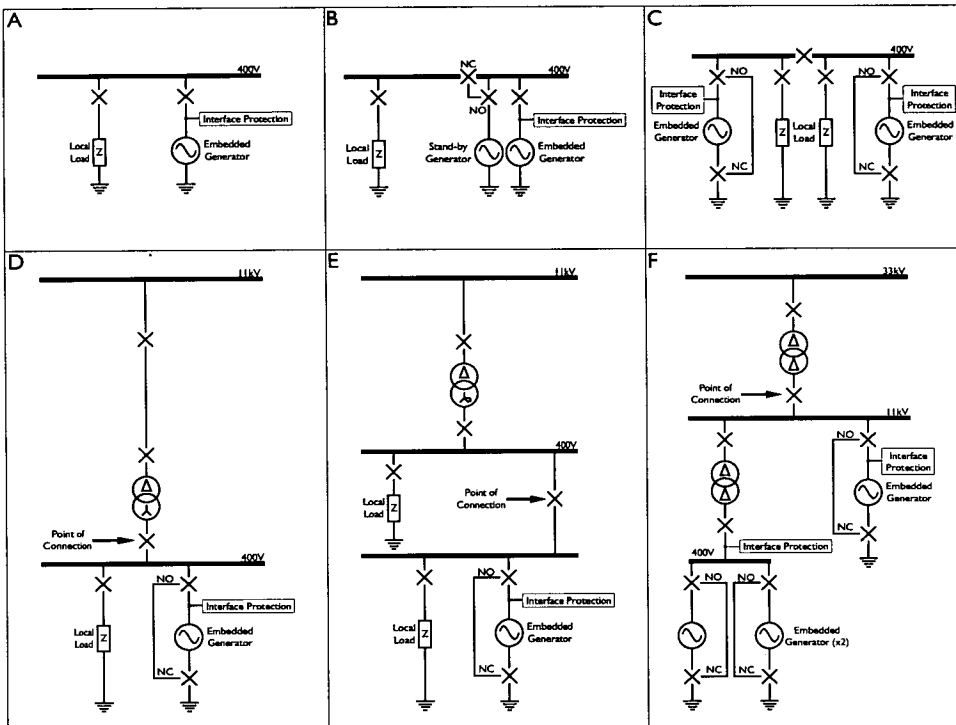 A
400V
Interface Protection
Local
Load
Z
Embedded
Generator
B
NC
400V
NO
Interface Protection
Local
Load
Z
Stand-by
Generator
Embedded
Generator
C
400V
NO
NO
Interface
Protection
Interface
Protection
Embedded
Generator
Z
Local
Load
Z
Embedded
Generator
NC
NC
D
11kV
Δ
Point of
Connection
400V
NO
Interface Protection
Local
Load
Z
Embedded
Generator
NC
E
11kV
Δ
400V
Local
Load
Z
Point of
Connection
NO
Interface Protection
Local
Load
Z
Embedded
Generator
NC
F
33kV
Δ
Δ
Point of
Connection
11kV
NO
Interface
Protection
Δ
Δ
Embedded
Generator
NC
Interface Protection
400V
NO
NO
Embedded
Generator (x2)
NC
NC